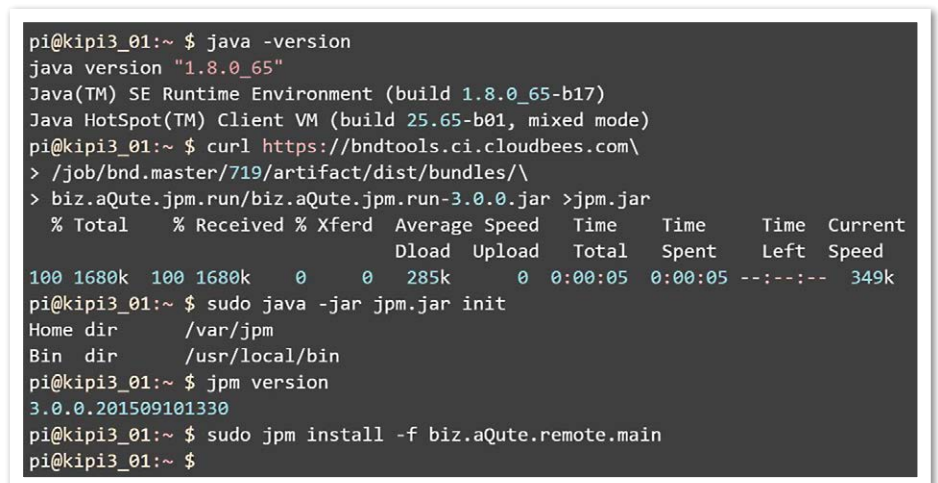 pi@kipi3_01:~ $ java -version
java version "1.8.0_65"
Java(TM) SE Runtime Environment (build 1.8.0_65-b17)
Java HotSpot(TM) Client VM (build 25.65-b01, mixed mode)
pi@kipi3_01:~ $ curl https://bndtools.ci.cloudbees.com\
> /job/bnd.master/719/artifact/dist/bundles/\
> biz.aQute.jpm.run/biz.aQute.jpm.run-3.0.0.jar >jpm.jar
  % Total    % Received % Xferd  Average Speed   Time    Time     Time  Current
                                 Dload  Upload   Total   Spent    Left  Speed
100 1680k  100 1680k    0     0   285k      0  0:00:05  0:00:05 --:--:--  349k
pi@kipi3_01:~ $ sudo java -jar jpm.jar init
Home dir       /var/jpm
Bin  dir       /usr/local/bin
pi@kipi3_01:~ $ jpm version
3.0.0.201509101330
pi@kipi3_01:~ $ sudo jpm install -f biz.aQute.remote.main
pi@kipi3_01:~ $